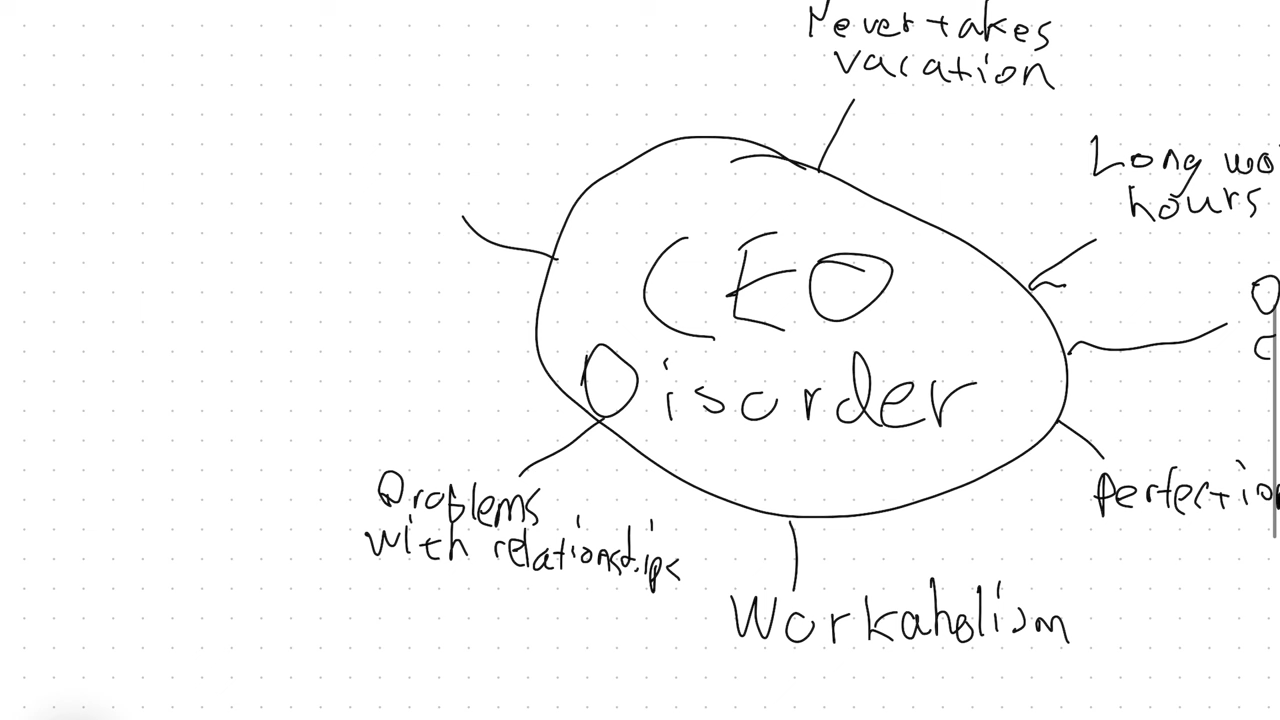 Never takes
vacation
Long wo
hours
CEO
Disorder
Perfectio
Problems
with relationships
Workaholism